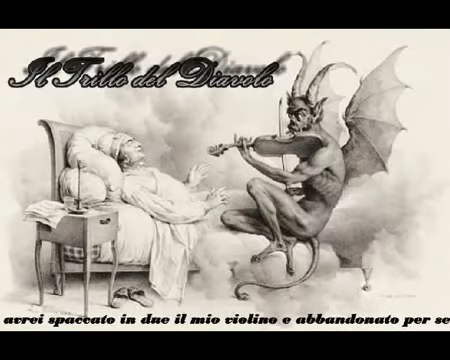 Il Trillo del Diavolo
avrei spaccato in due il mio violino e abbandonato per se